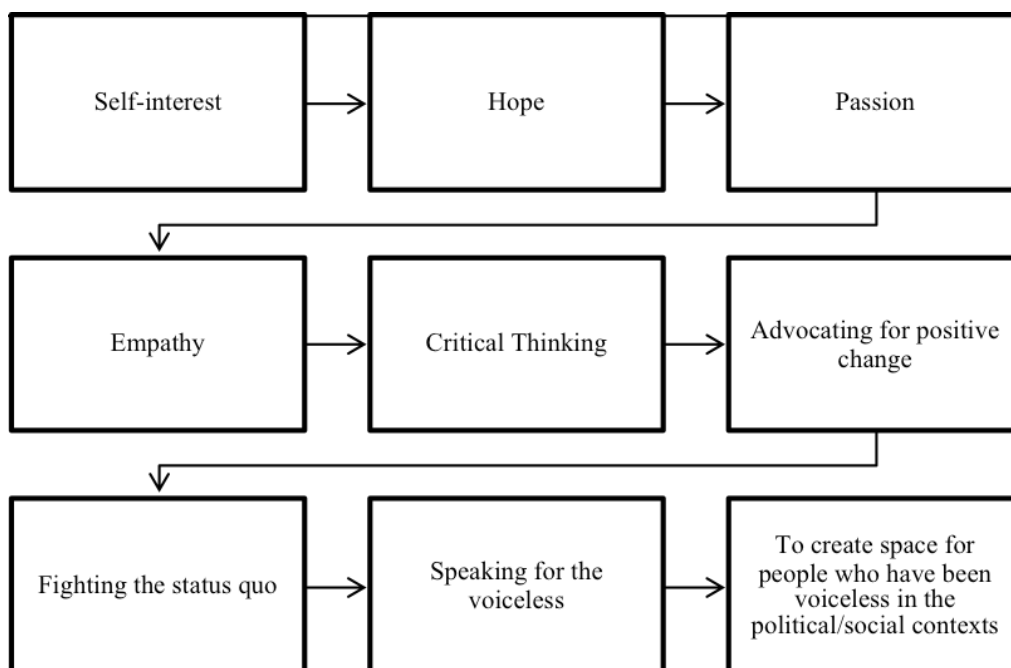 Self-interest
Hope
Passion
Empathy
Critical Thinking
Advocating for positive
change
Fighting the status quo
Speaking for the
voiceless
To create space for
people who have been
voiceless in the
political/social contexts